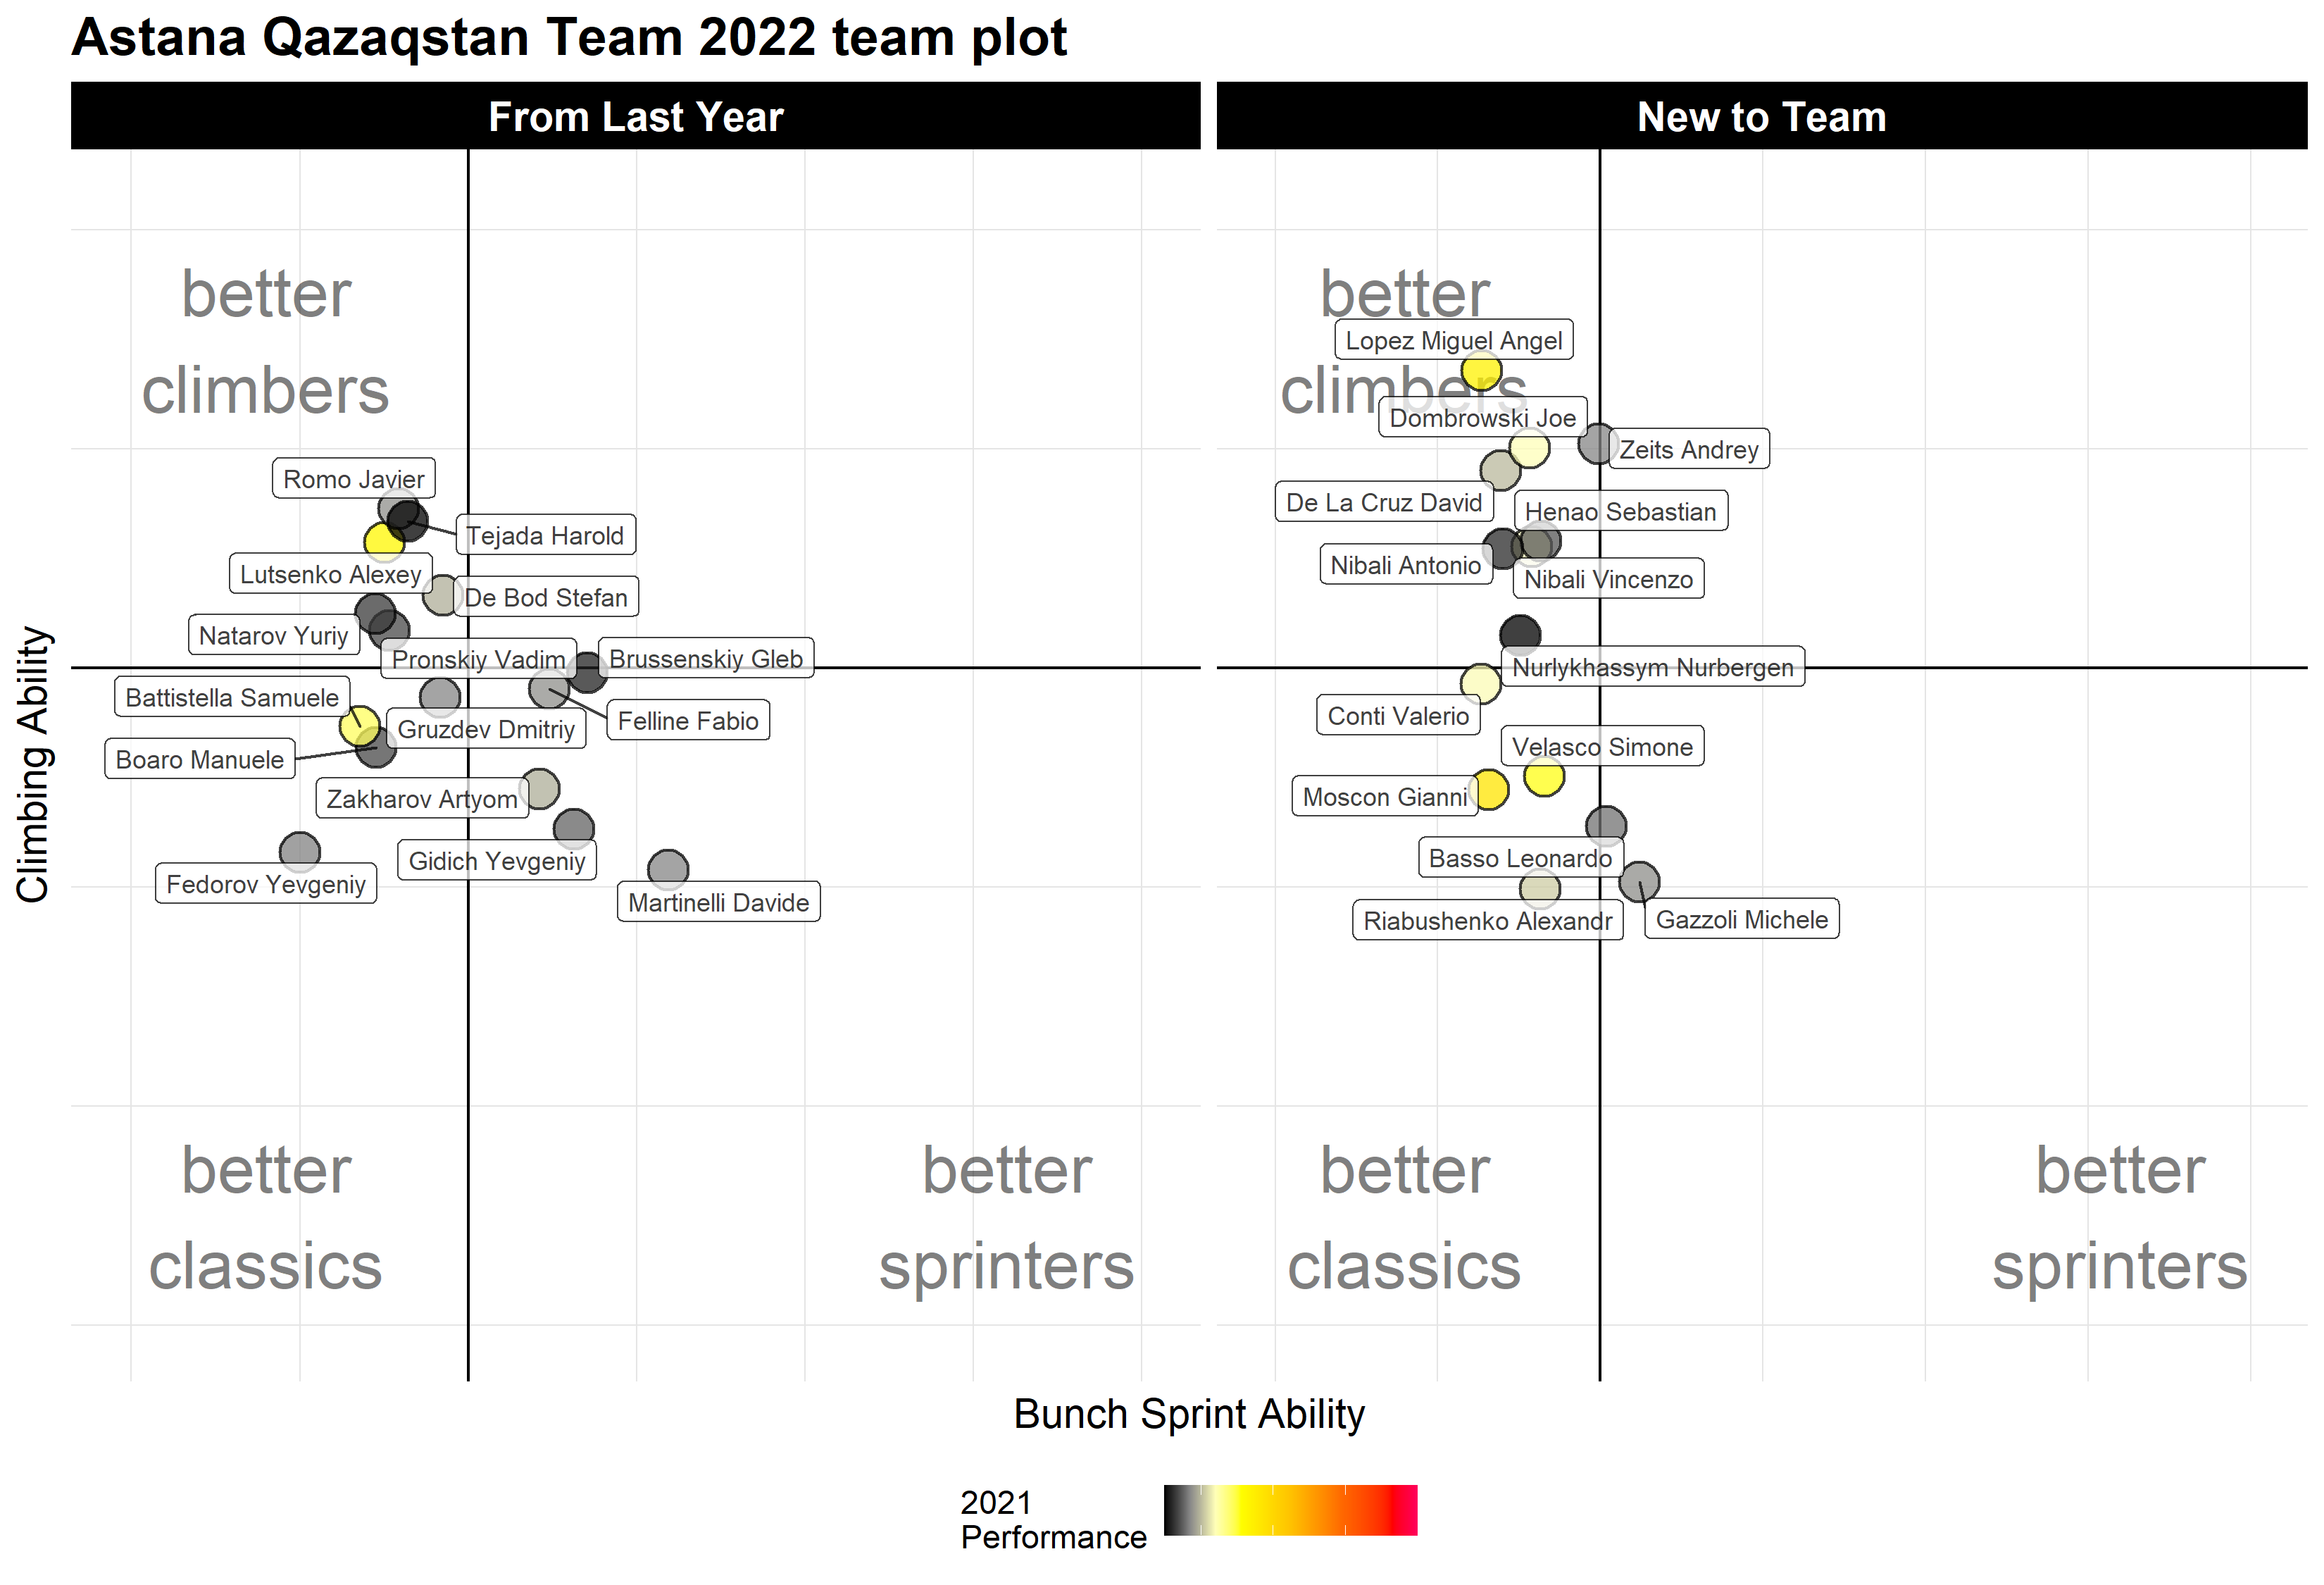 Astana Qazaqstan Team 2022 team plot
From Last Year
New to Team
better
climbers
Romo Javier
Tejada Harold
Lutsenko Alexey
De Bod Stefan
Natarov Yuriy
Pronskiy Vadim
Brussenskiy Gleb
Battistella Samuele
Felline Fabio
Gruzdev Dmitriy
Boaro Manuele
Zakharov Artyom
Gidich Yevgeniy
Fedorov Yevgeniy
Martinelli Davide
better
classics
better
sprinters
better
climbers
Lopez Miguel Angel
Dombrowski Joe
Zeits Andrey
De La Cruz David
Henao Sebastian
Nibali Antonio
Nibali Vincenzo
Nurlykhassym Nurbergen
Conti Valerio
Velasco Simone
Moscon Gianni
Basso Leonardo
Riabushenko Alexandr
Gazzoli Michele
better
classics
better
sprinters
Climbing Ability
Bunch Sprint Ability
2021
Performance